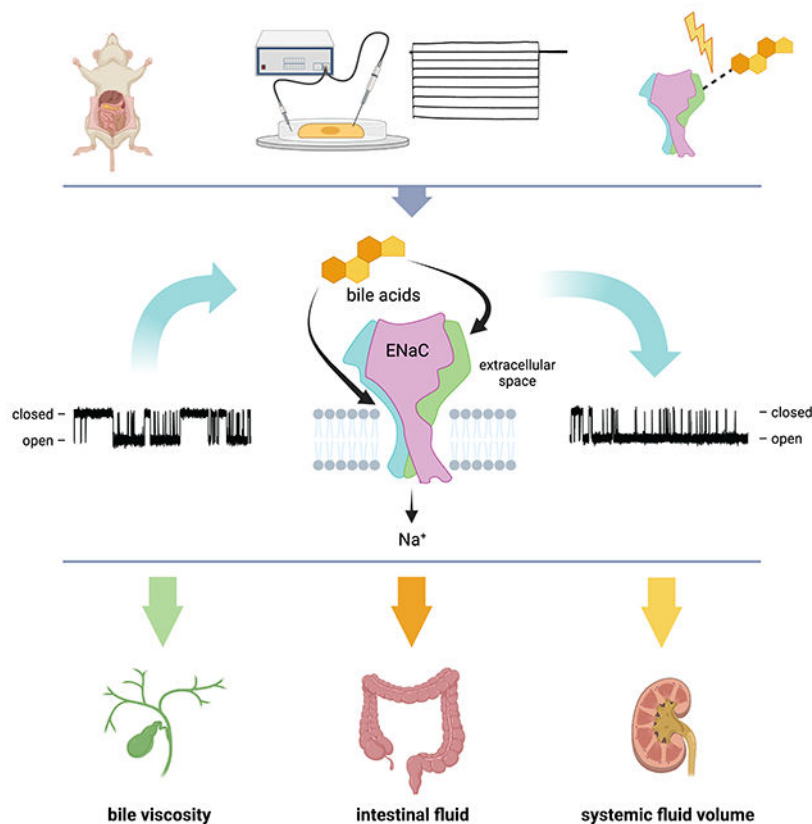 bile acids
ENaC
extracellular
space
closed –
open –
– closed
– open
Na⁺
bile viscosity
intestinal fluid
systemic fluid volume